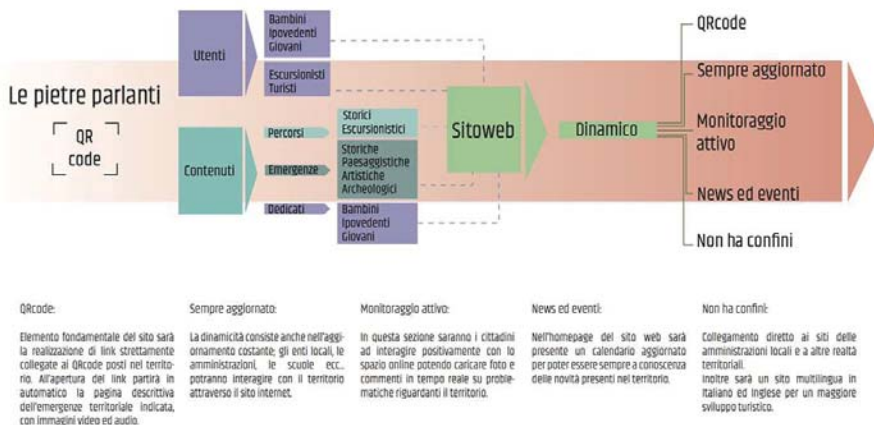 Le pietre parlanti
QR
code
Utenti
Bambini
Ipovedenti
Giovani
Escursionisti
Turisti
Contenuti
Percorsi
Storici
Escursionistici
Emergenze
Storiche
Paesaggistiche
Artistiche
Archeologici
Dedicati
Bambini
Ipovedenti
Giovani
Sitoweb
Dinamico
QRcode
Sempre aggiornato
Monitoraggio
attivo
News ed eventi
Non ha confini
QRcode:
Elemento fondamentale del sito sarà
la realizzazione di link strettamente
collegate ai QRcode posti nel territo-
rio. All'apertura del link partirà in
automatico la pagina descrittiva
dell'emergenze territoriale indicata,
con immagini video ed audio.
Sempre aggiornato:
La dinamicità consiste anche nell'aggi-
ornamento costante; gli enti locali, le
amministrazioni, le scuole ecc..
potranno interagire con il territorio
attraverso il sito internet.
Monitoraggio attivo:
In questa sezione saranno i cittadini
ad interagire positivamente con lo
spazio online potendo caricare foto e
commenti in tempo reale su proble-
matiche riguardanti il territorio.
News ed eventi:
Nell'homepage del sito web sarà
presente un calendario aggiornato
per poter essere sempre a conoscenza
delle novità presenti nel territorio.
Non ha confini:
Collegamento diretto ai siti delle
amministrazioni locali e a altre realtà
territoriali.
Inoltre sarà un sito multilingua in
Italiano ed Inglese per un maggiore
sviluppo turistico.